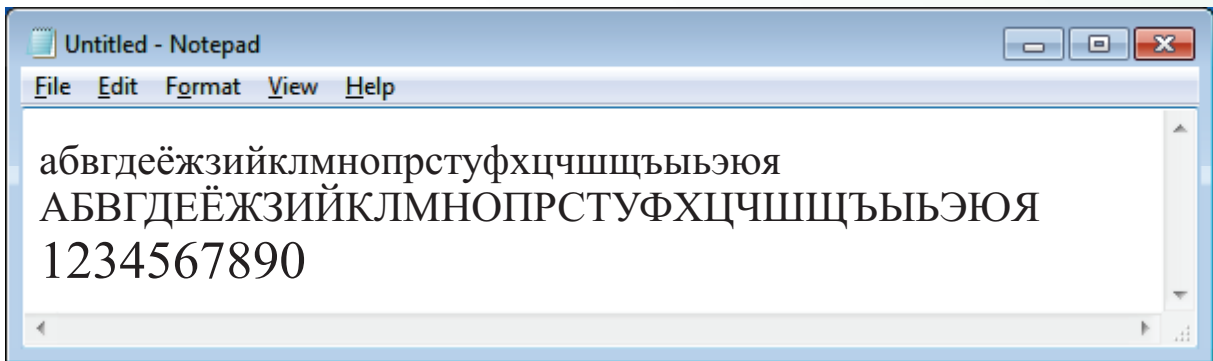 Untitled - Notepad
File Edit Format View Help
абвгдеёжзийклмнопрстуфхцчшщъыьэюя
АБВГДЕЁЖЗИЙКЛМНОПРСТУФХЦЧШЩЪЫЬЭЮЯ
1234567890